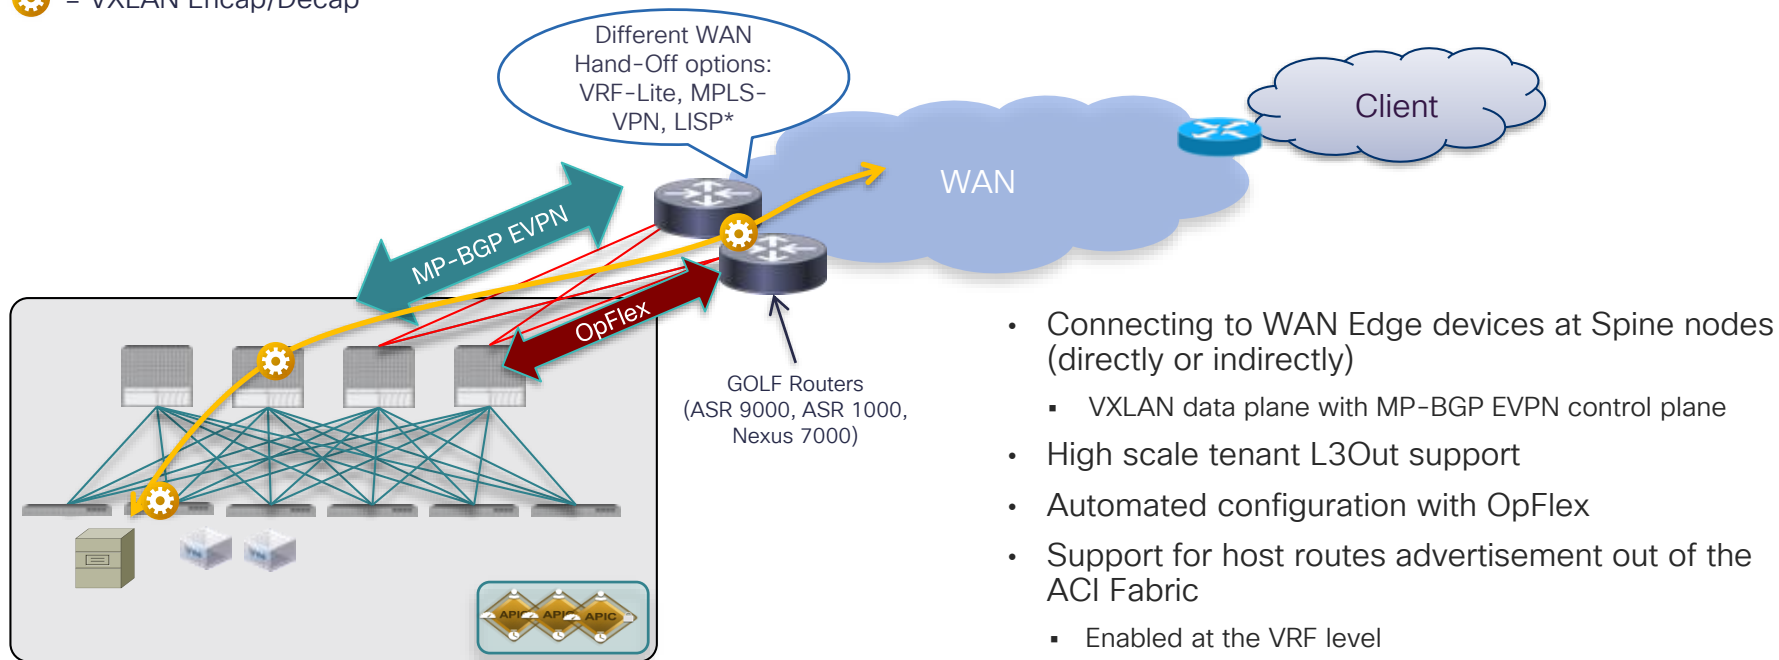 = VXLAN Encap/Decap
Different WAN
Hand-Off options:
VRF-Lite, MPLS-
VPN, LISP*
Client
WAN
MP-BGP EVPN
OpFlex
GOLF Routers
(ASR 9000, ASR 1000,
Nexus 7000)
APIC APIC APIC
• Connecting to WAN Edge devices at Spine nodes
(directly or indirectly)
▪ VXLAN data plane with MP-BGP EVPN control plane
• High scale tenant L3Out support
• Automated configuration with OpFlex
• Support for host routes advertisement out of the
ACI Fabric
▪ Enabled at the VRF level